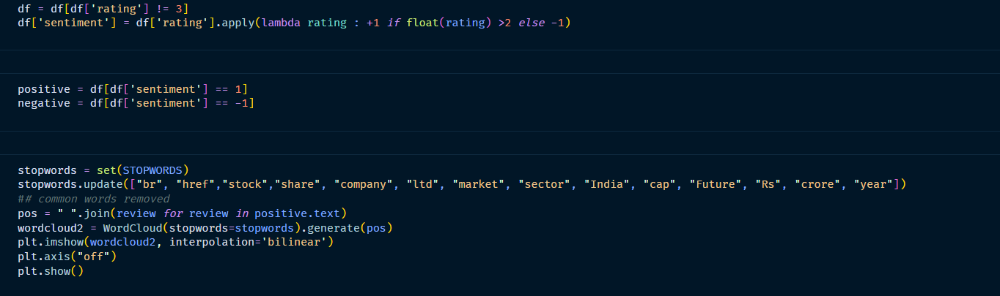 df = df[df['rating'] != 3]
df['sentiment'] = df['rating'].apply(lambda rating : +1 if float(rating) >2 else -1)
positive = df[df['sentiment'] == 1]
negative = df[df['sentiment'] == -1]
stopwords = set(STOPWORDS)
stopwords.update(["br", "href","stock","share", "company", "ltd", "market", "sector", "India", "cap", "Future", "Rs", "crore", "year"])
## common words removed
pos = " ".join(review for review in positive.text)
wordcloud2 = WordCloud(stopwords=stopwords).generate(pos)
plt.imshow(wordcloud2, interpolation='bilinear')
plt.axis("off")
plt.show()